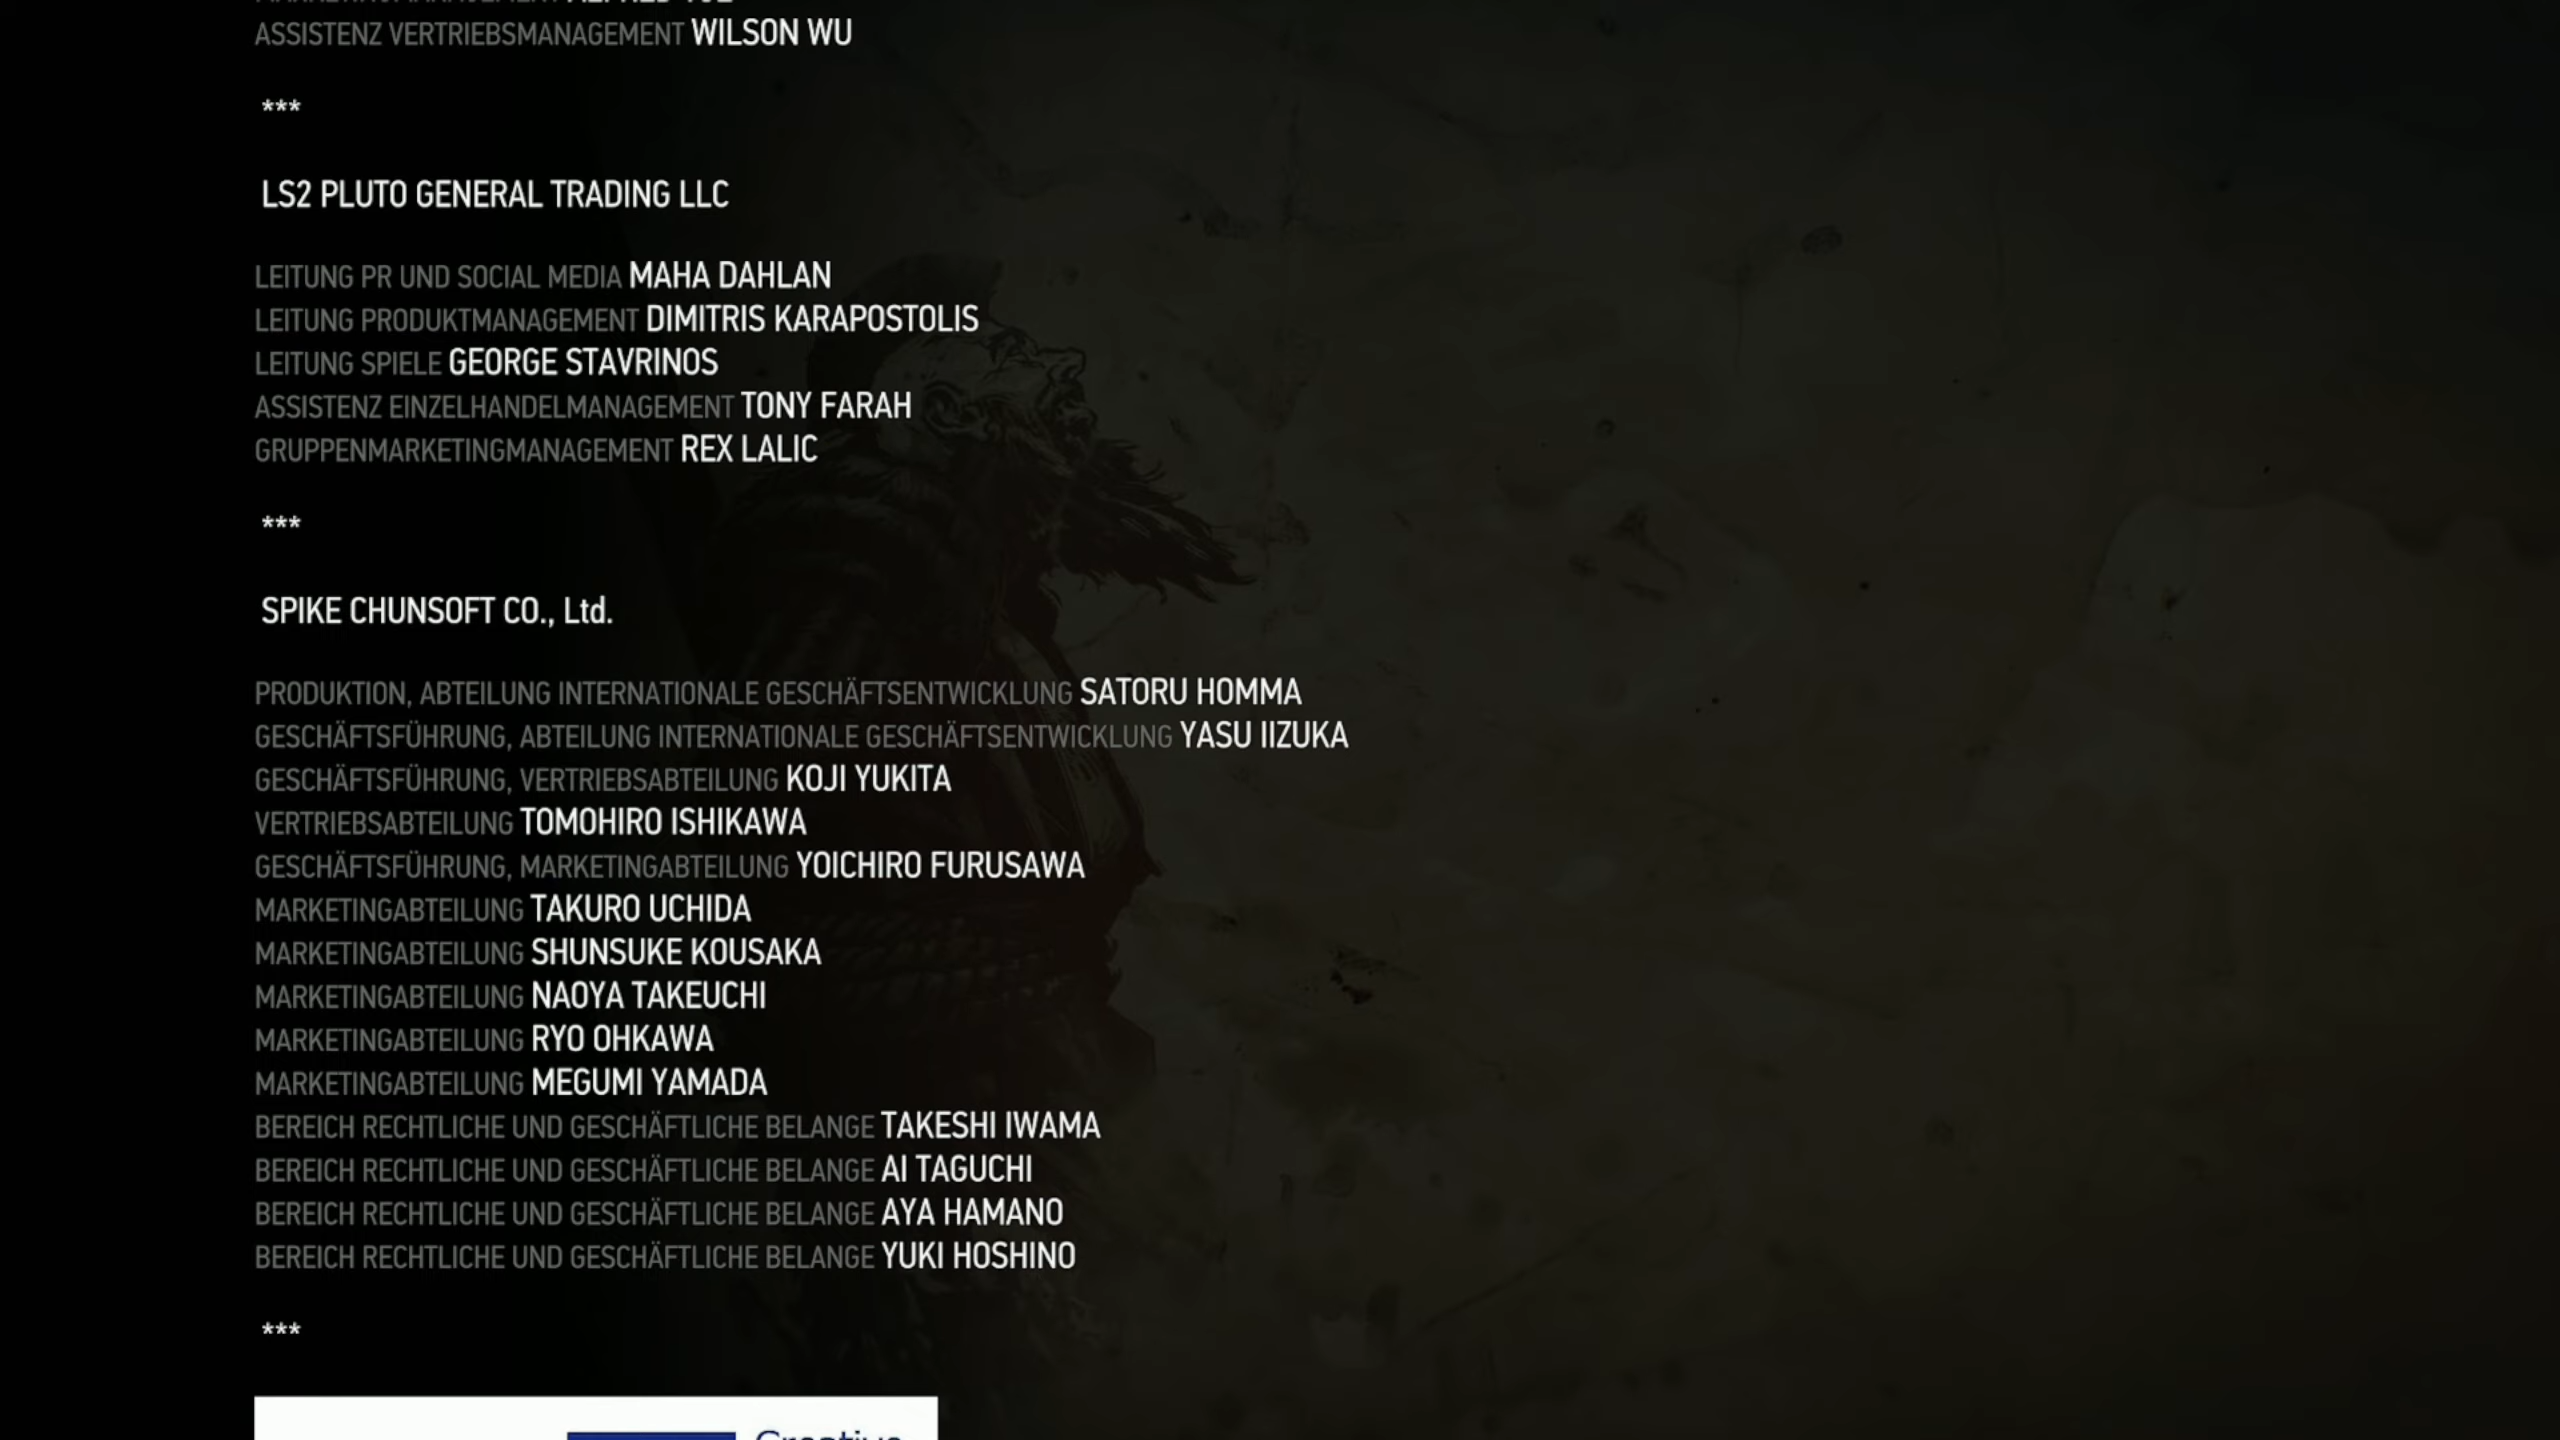 ASSISTENZ VERTRIEBSMANAGEMENT WILSON WU
***
LS2 PLUTO GENERAL TRADING LLC
LEITUNG PR UND SOCIAL MEDIA MAHA DAHLAN
LEITUNG PRODUKTMANAGEMENT DIMITRIS KARAPOSTOLIS
LEITUNG SPIELE GEORGE STAVRINOS
ASSISTENZ EINZELHANDELMANAGEMENT TONY FARAH
GRUPPENMARKETINGMANAGEMENT REX LALIC
***
SPIKE CHUNSOFT CO., Ltd.
PRODUKTION, ABTEILUNG INTERNATIONALE GESCHÄFTSENTWICKLUNG SATORU HOMMA
GESCHÄFTSFÜHRUNG, ABTEILUNG INTERNATIONALE GESCHÄFTSENTWICKLUNG YASU IIZUKA
GESCHÄFTSFÜHRUNG, VERTRIEBSABTEILUNG KOJI YUKITA
VERTRIEBSABTEILUNG TOMOHIRO ISHIKAWA
GESCHÄFTSFÜHRUNG, MARKETINGABTEILUNG YOICHIRO FURUSAWA
MARKETINGABTEILUNG TAKURO UCHIDA
MARKETINGABTEILUNG SHUNSUKE KOUSAKA
MARKETINGABTEILUNG NAOYA TAKEUCHI
MARKETINGABTEILUNG RYO OHKAWA
MARKETINGABTEILUNG MEGUMI YAMADA
BEREICH RECHTLICHE UND GESCHÄFTLICHE BELANGE TAKESHI IWAMA
BEREICH RECHTLICHE UND GESCHÄFTLICHE BELANGE AI TAGUCHI
BEREICH RECHTLICHE UND GESCHÄFTLICHE BELANGE AYA HAMANO
BEREICH RECHTLICHE UND GESCHÄFTLICHE BELANGE YUKI HOSHINO
***
Creative